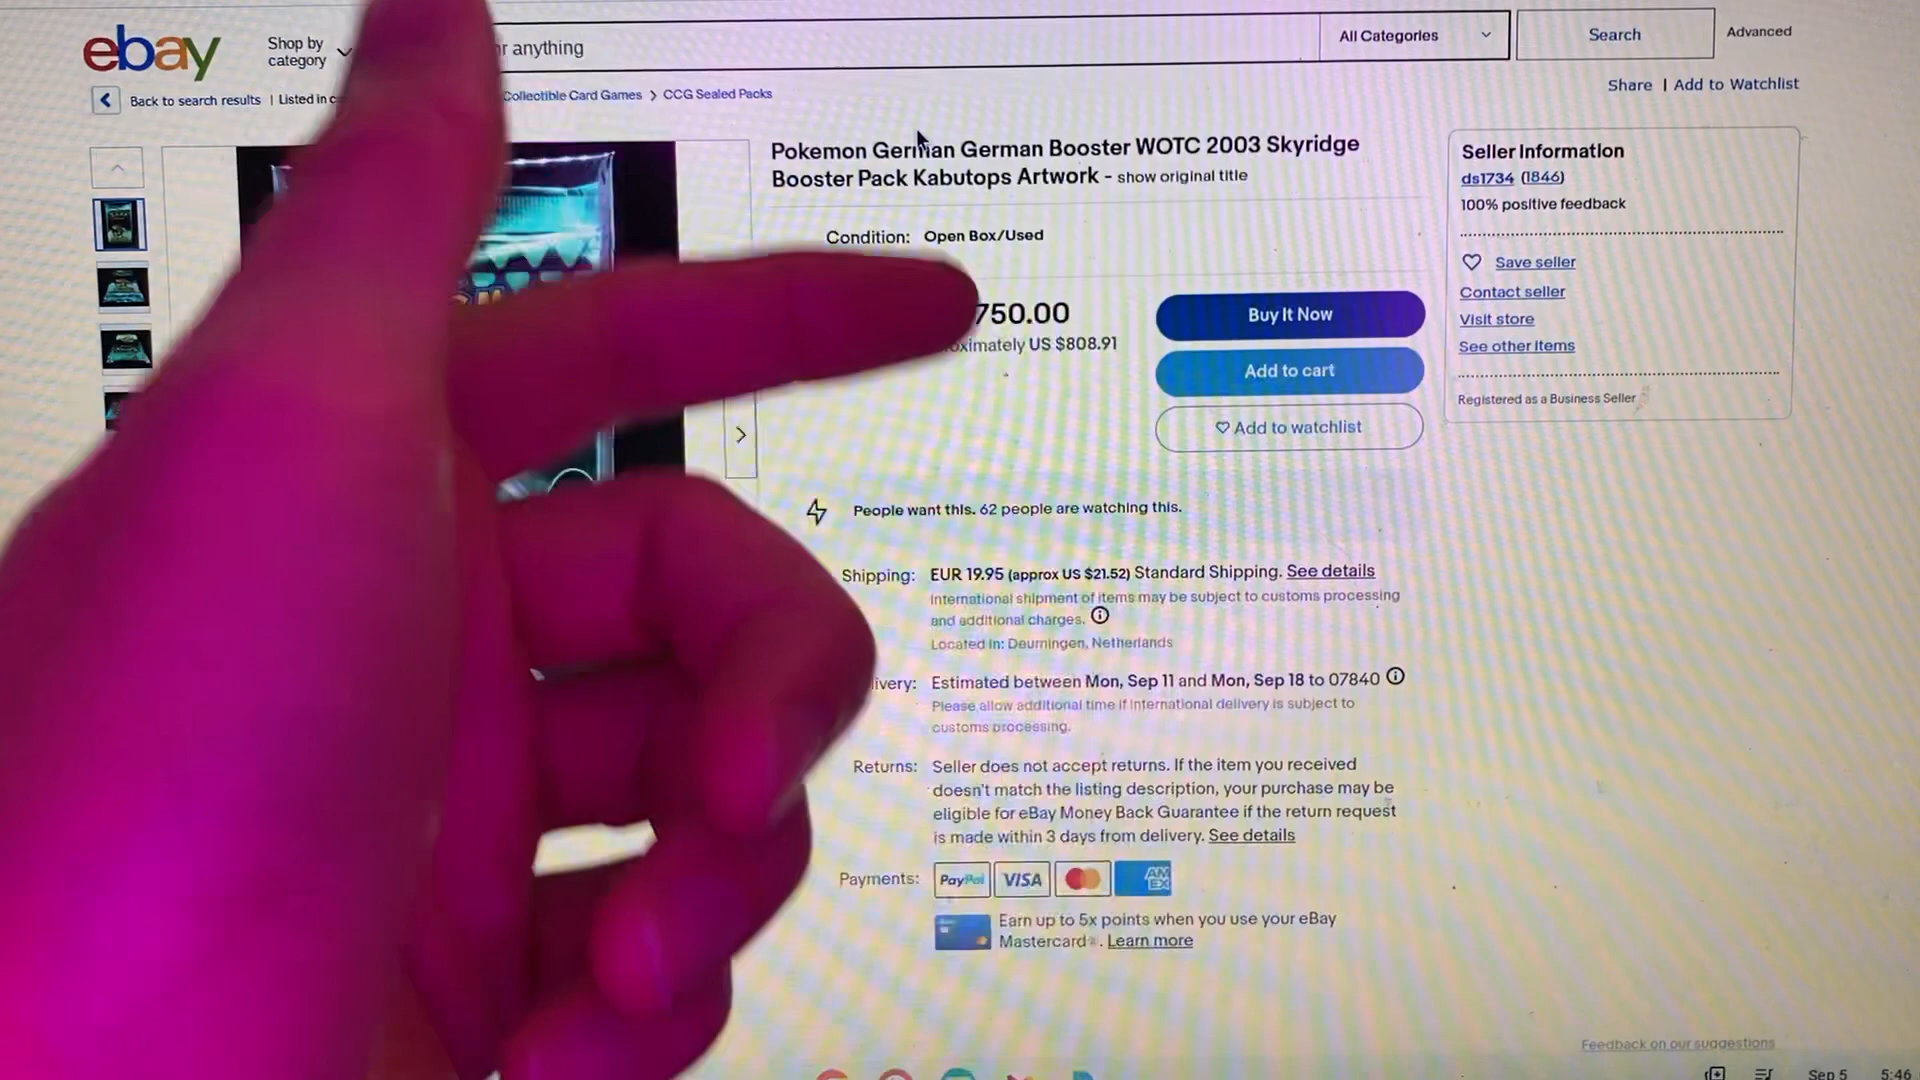 ebay
Shop by
category
anything
All Categories
Search
Advanced
Back to search results | Listed in
Collectible Card Games > CCG Sealed Packs
Share | Add to Watchlist
Pokemon German German Booster WOTC 2003 Skyridge
Booster Pack Kabutops Artwork - show original title
Condition: Open Box/Used
750.00
US $808.91
Buy It Now
Add to cart
Add to watchlist
People want this. 62 people are watching this.
Shipping: EUR 19.95 (approx US $21.52) Standard Shipping. See details
International shipment of items may be subject to customs processing
and additional charges.
Located in: Deurningen, Netherlands
Estimated between Mon, Sep 11 and Mon, Sep 18 to 07840
Please allow additional time if international delivery is subject to
customs processing.
Returns: Seller does not accept returns. If the item you received
doesn't match the listing description, your purchase may be
eligible for eBay Money Back Guarantee if the return request
is made within 3 days from delivery. See details
Payments: PayPal VISA AM EX
Earn up to 5x points when you use your eBay
Mastercard®. Learn more
Seller Information
ds1734 (1846)
100% positive feedback
Save seller
Contact seller
Visit store
See other items
Registered as a Business Seller
Feedback on our suggestions
Sep 5 5:46